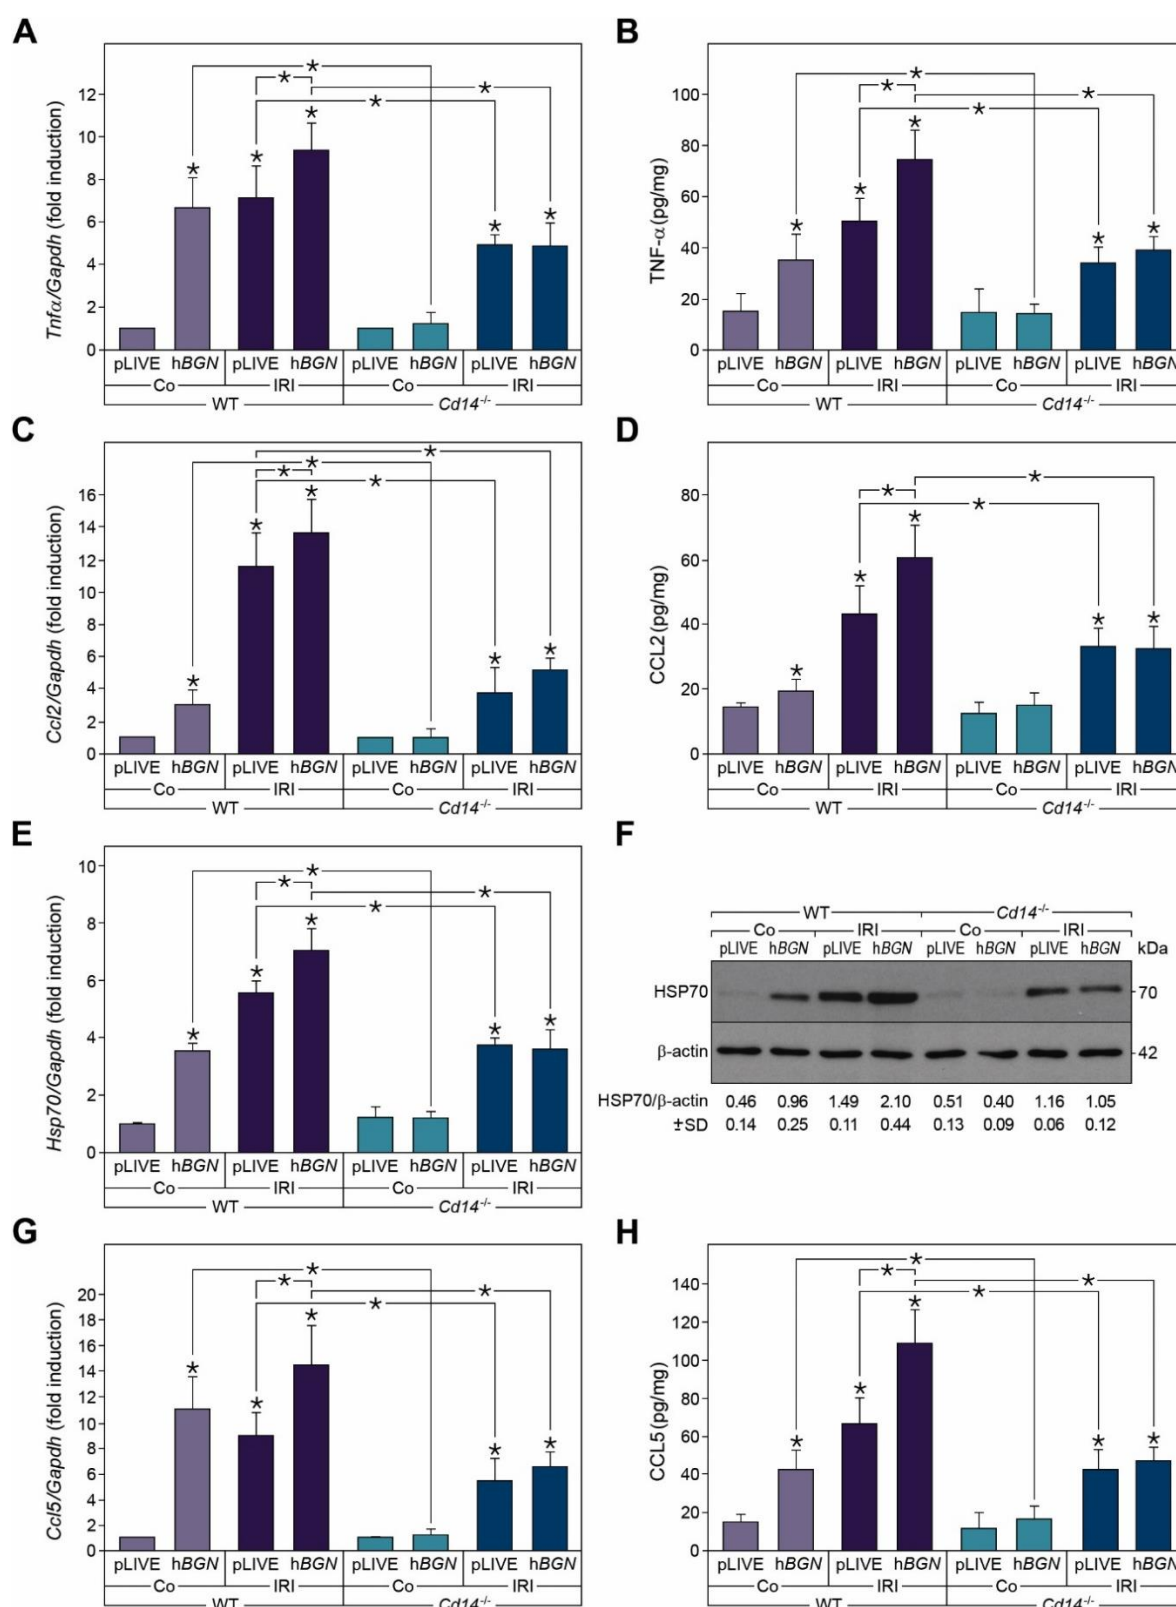 A
Tnfα/Gapdh (fold induction)
12
10
8
6
4
2
0
* * * * * * * * * *
pLIVE hBGN pLIVE hBGN pLIVE hBGN pLIVE hBGN
Co IRI Co IRI
WT Cd14-/-
B
TNF-α (pg/mg)
100
80
60
40
20
0
* * * * * * * * * *
pLIVE hBGN pLIVE hBGN pLIVE hBGN pLIVE hBGN
Co IRI Co IRI
WT Cd14-/-
C
Ccl2/Gapdh (fold induction)
16
14
12
10
8
6
4
2
0
* * * * * * * * * *
pLIVE hBGN pLIVE hBGN pLIVE hBGN pLIVE hBGN
Co IRI Co IRI
WT Cd14-/-
D
CCL2 (pg/mg)
80
60
40
20
0
* * * * * * * *
pLIVE hBGN pLIVE hBGN pLIVE hBGN pLIVE hBGN
Co IRI Co IRI
WT Cd14-/-
E
Hsp70/Gapdh (fold induction)
10
8
6
4
2
0
* * * * * * * * *
pLIVE hBGN pLIVE hBGN pLIVE hBGN pLIVE hBGN
Co IRI Co IRI
WT Cd14-/-
F
WT Cd14-/-
Co IRI Co IRI
pLIVE hBGN pLIVE hBGN pLIVE hBGN pLIVE hBGN kDa
HSP70 70
β-actin 42
HSP70/β-actin 0.46 0.96 1.49 2.10 0.51 0.40 1.16 1.05
±SD 0.14 0.25 0.11 0.44 0.13 0.09 0.06 0.12
G
Ccl5/Gapdh (fold induction)
20
18
16
14
12
10
8
6
4
2
0
* * * * * * * * *
pLIVE hBGN pLIVE hBGN pLIVE hBGN pLIVE hBGN
Co IRI Co IRI
WT Cd14-/-
H
CCL5 (pg/mg)
140
120
100
80
60
40
20
0
* * * * * * * * *
pLIVE hBGN pLIVE hBGN pLIVE hBGN pLIVE hBGN
Co IRI Co IRI
WT Cd14-/-